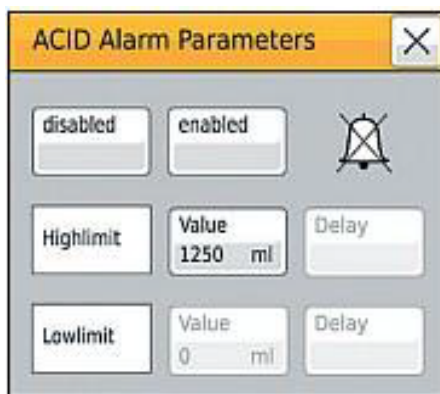 ACID Alarm Parameters
disabled enabled
Highlimit Value 1250 ml Delay
Lowlimit Value 0 ml Delay